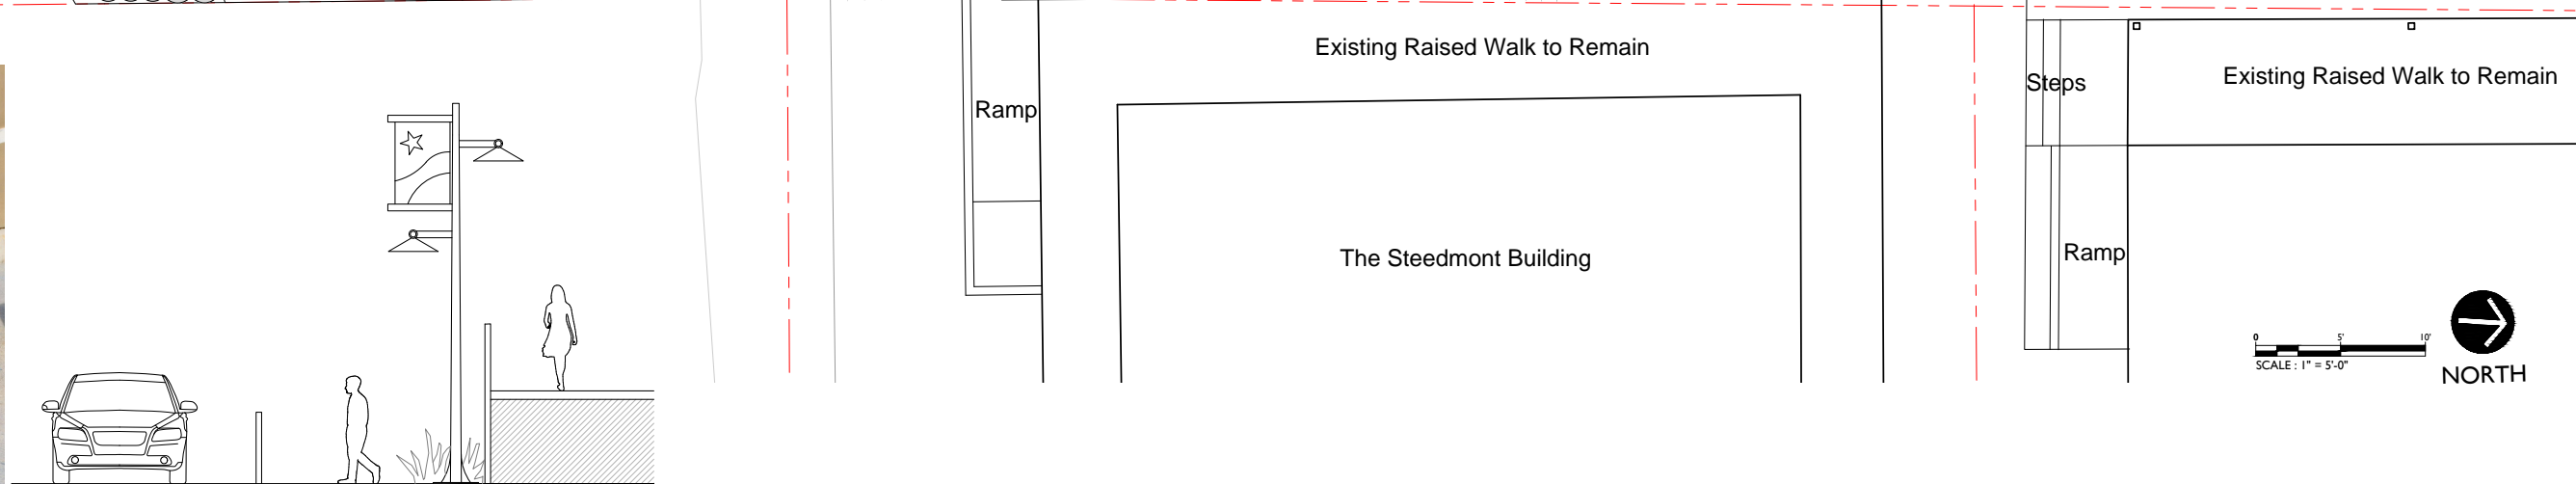 Existing Raised Walk to Remain
Existing Raised Walk to Remain
Steps
Ramp
The Steedmont Building
Ramp
0 5' 10'
SCALE : 1" = 5'-0"
NORTH